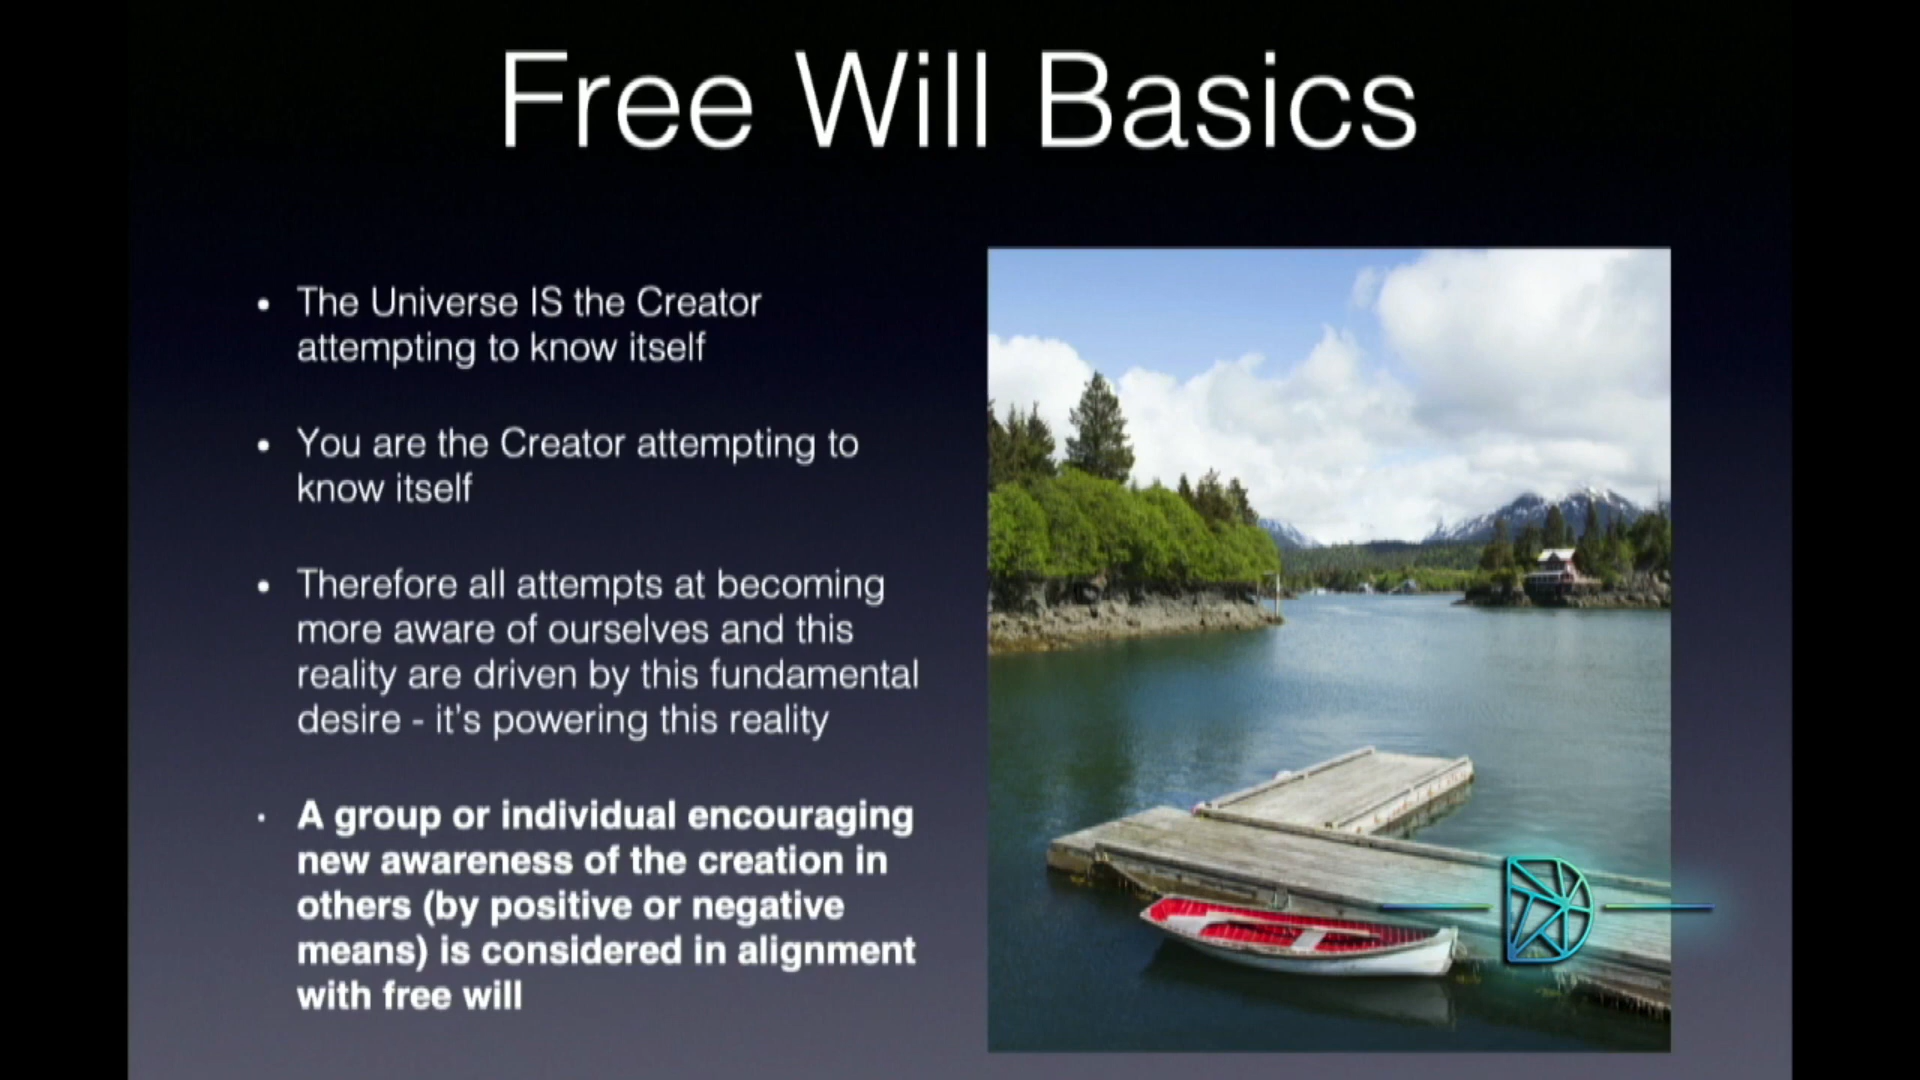 Free Will Basics
• The Universe IS the Creator
attempting to know itself
• You are the Creator attempting to
know itself
• Therefore all attempts at becoming
more aware of ourselves and this
reality are driven by this fundamental
desire - it's powering this reality
• A group or individual encouraging
new awareness of the creation in
others (by positive or negative
means) is considered in alignment
with free will